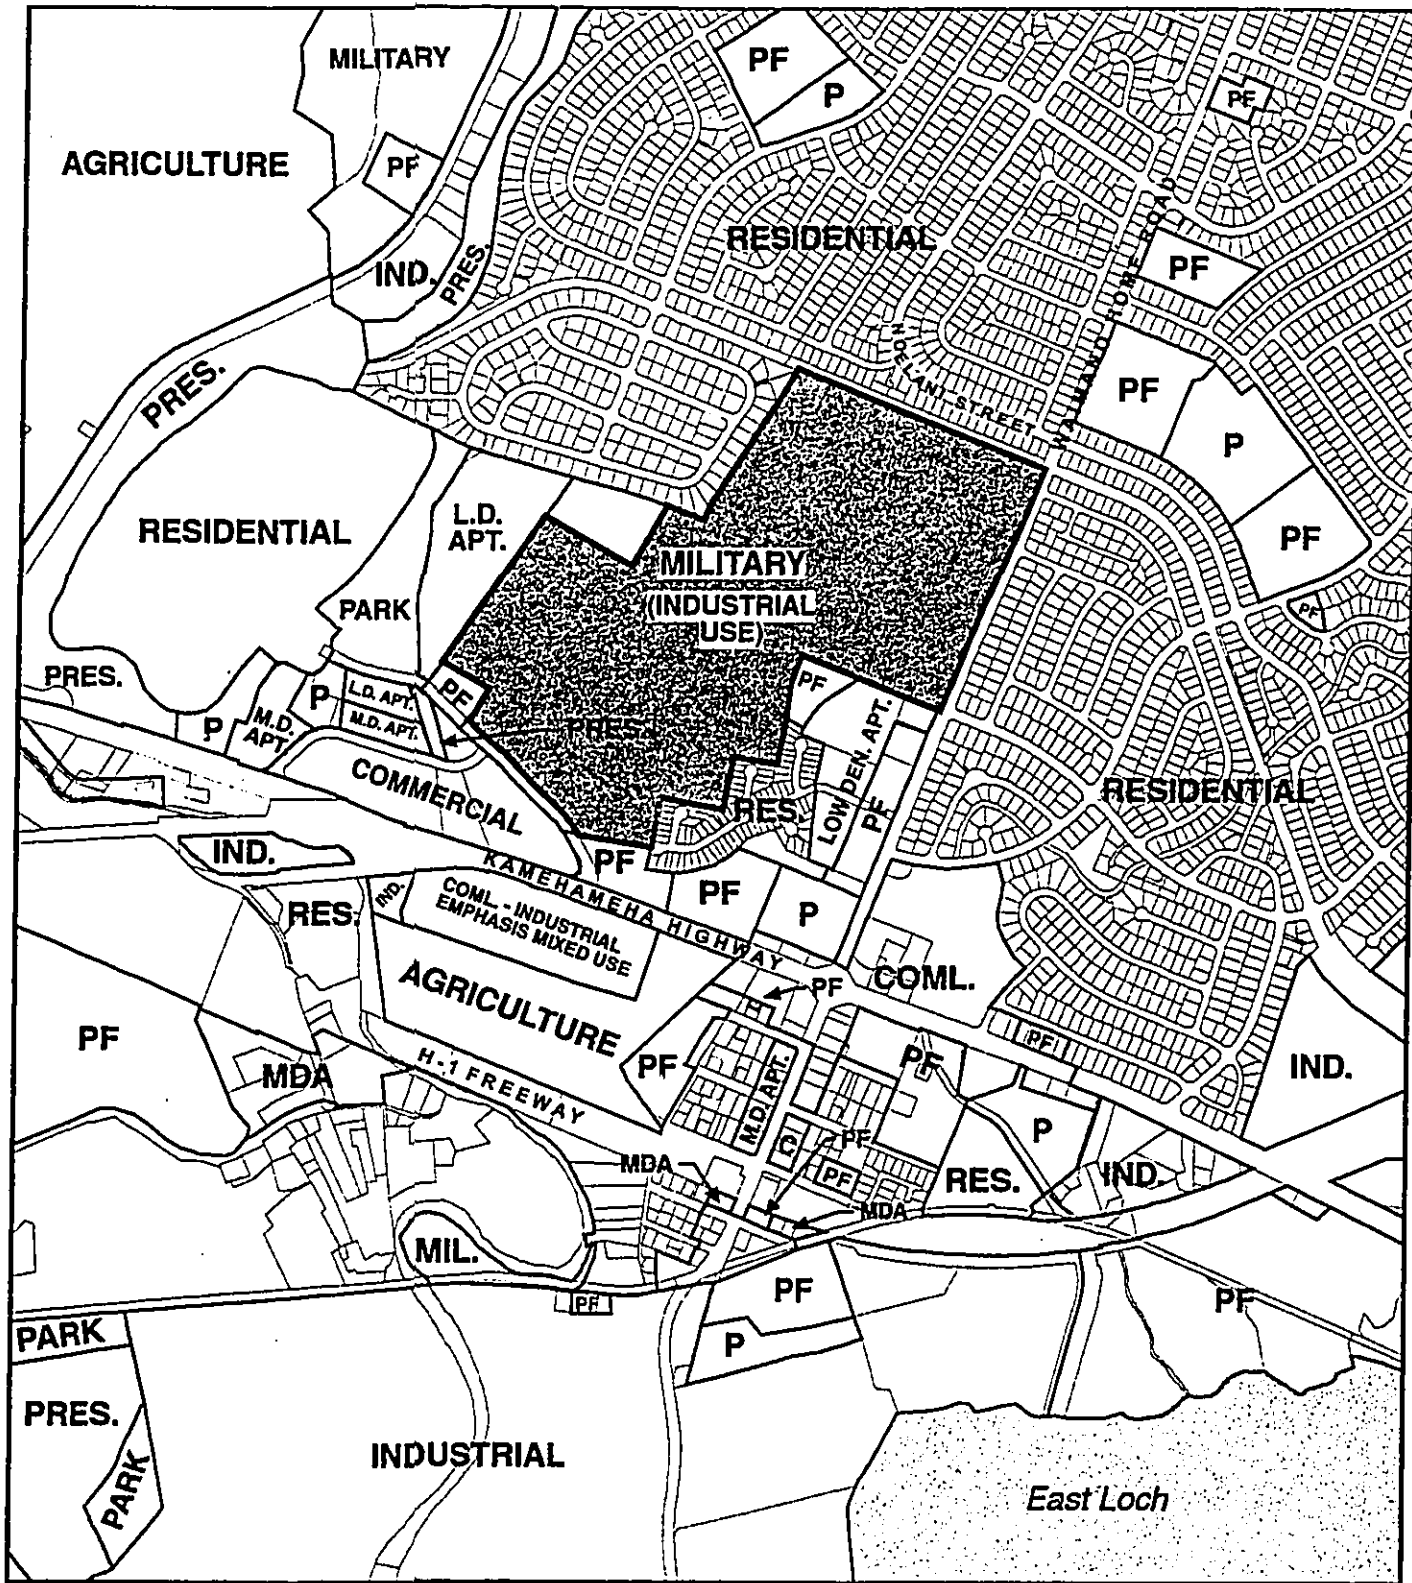 MILITARY
PF
P
PF
AGRICULTURE
PF
RESIDENTIAL
PF
IND.
PRES.
WAIMANO HOME ROAD
NOELANI STREET
PRES.
PF
P
RESIDENTIAL
L.D.
APT.
PF
MILITARY
(INDUSTRIAL
USE)
PARK
PF
PRES.
P
L.D. APT.
PF
PF
M.D.
APT.
P
M.D. APT.
PRES.
LOW DEN. APT.
COMMERCIAL
RES.
PF
RESIDENTIAL
IND.
PF
KAMEHAMEHA HIGHWAY
PF
P
RES.
IND.
COML. - INDUSTRIAL
EMPHASIS MIXED USE
AGRICULTURE
PF
COML.
PF
MDA
H-1 FREEWAY
PF
M.D. APT.
PF
PF
IND.
C
PF
P
MDA
PF
RES.
IND.
MDA
MIL.
PF
PF
PF
PARK
P
PRES.
PARK
INDUSTRIAL
East Loch